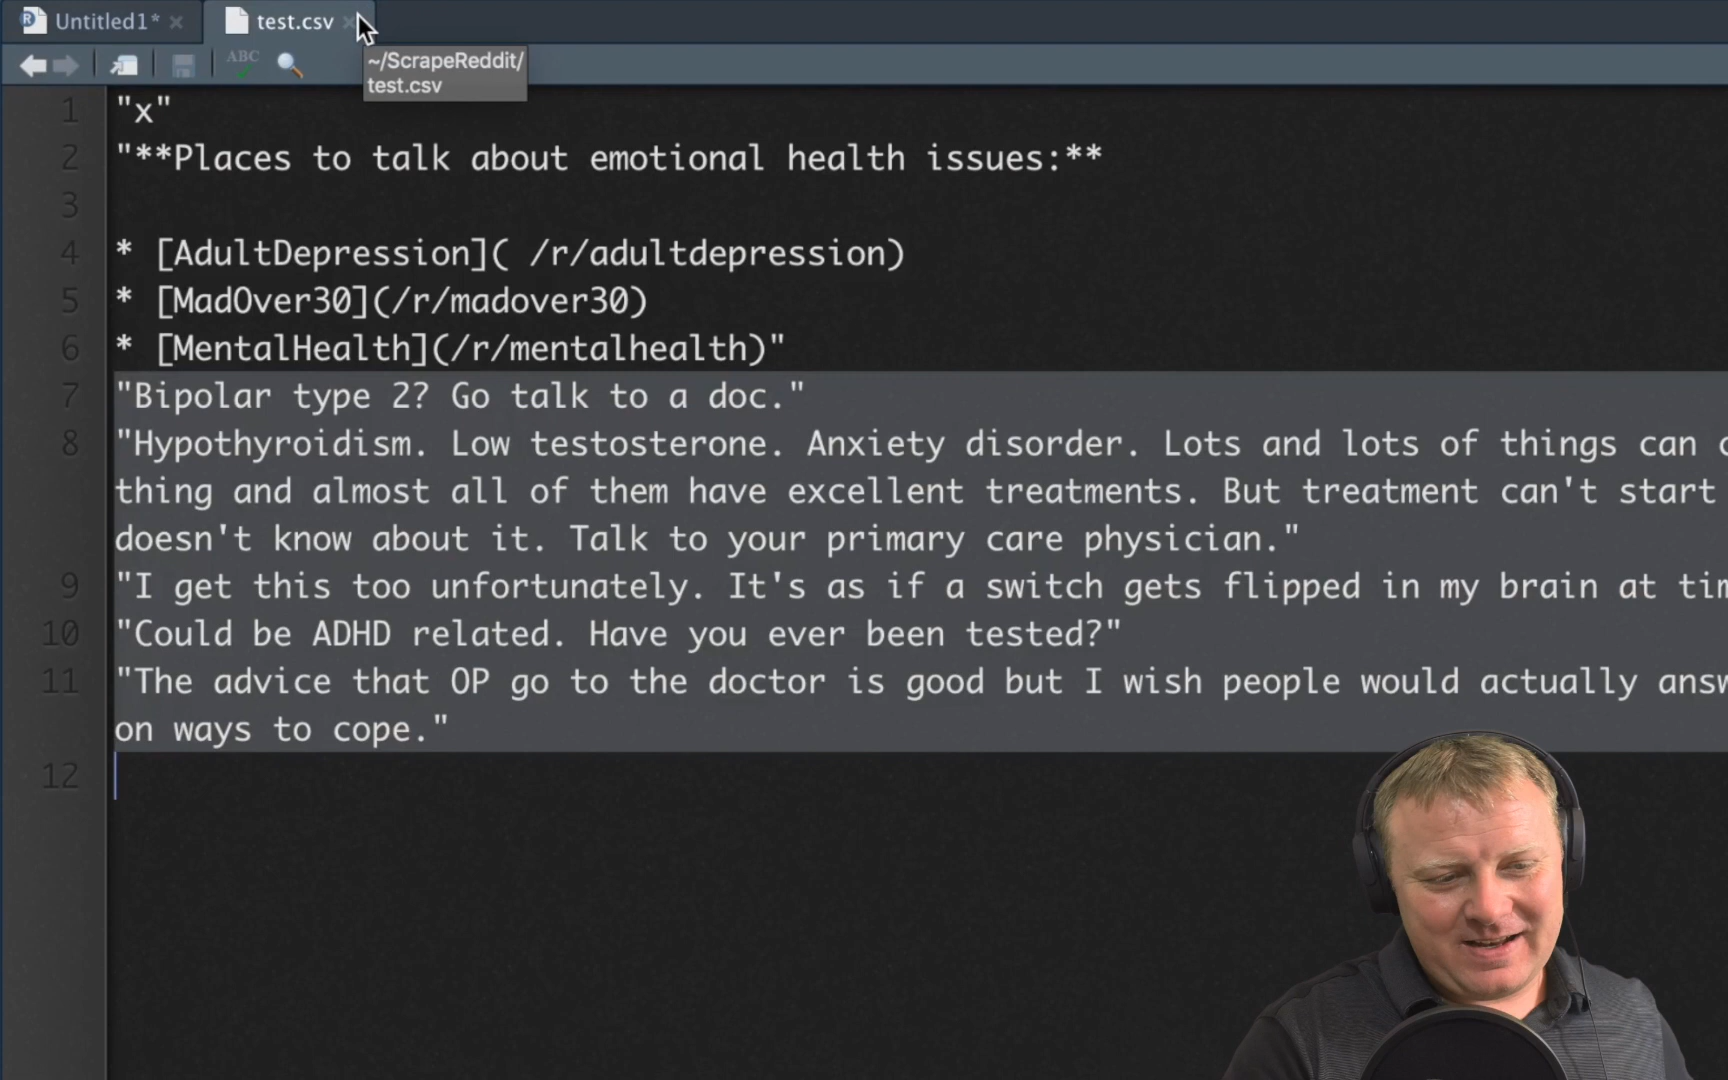 Untitled1* × test.csv ×
ABC
~/ScrapeReddit/
test.csv
1 "x"
2 "**Places to talk about emotional health issues:**
3
4 * [AdultDepression]( /r/adultdepression)
5 * [MadOver30](/r/madover30)
6 * [MentalHealth](/r/mentalhealth)"
7 "Bipolar type 2? Go talk to a doc."
8 "Hypothyroidism. Low testosterone. Anxiety disorder. Lots and lots of things can
thing and almost all of them have excellent treatments. But treatment can't start
doesn't know about it. Talk to your primary care physician."
9 "I get this too unfortunately. It's as if a switch gets flipped in my brain at
10 "Could be ADHD related. Have you ever been tested?"
11 "The advice that OP go to the doctor is good but I wish people would actually
on ways to cope."
12